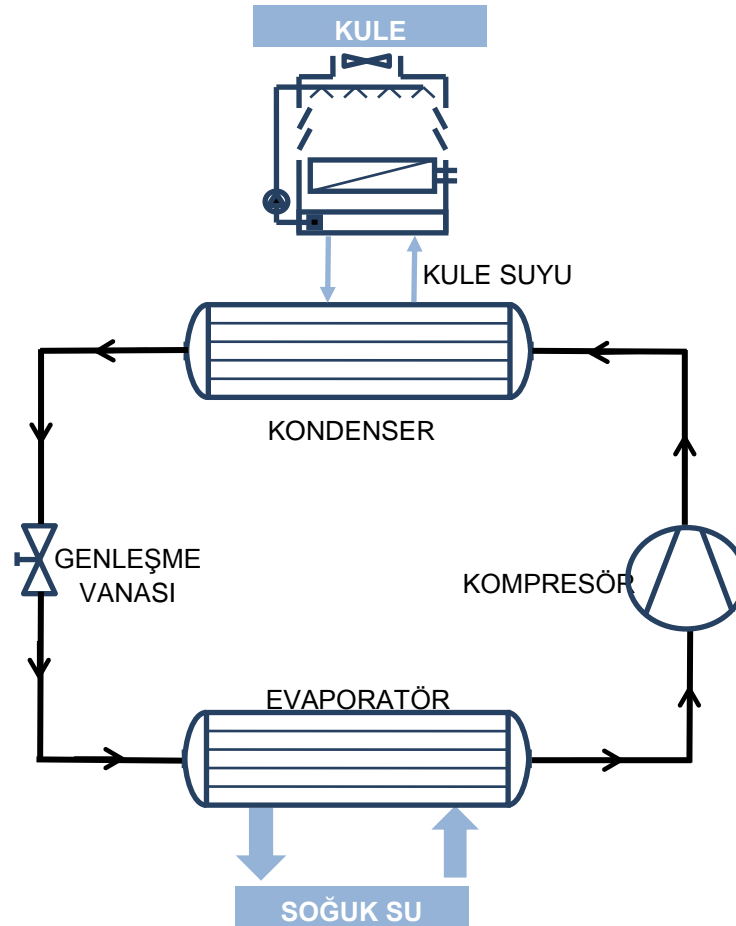 KULE
KULE SUYU
KONDENSER
GENLEŞME
VANASI
KOMPRESÖR
EVAPORATÖR
SOĞUK SU